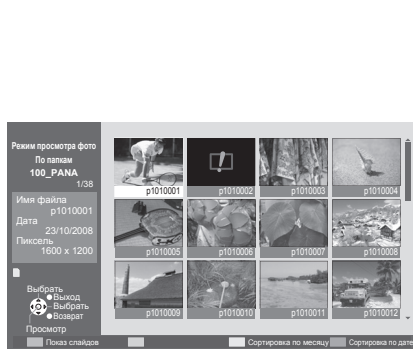 Режим просмотра фото
По папкам
100_PANA
1/38
Имя файла
p1010001
Дата
23/10/2008
Пиксель
1600 x 1200
Выбрать
Выход
Выбрать
Возврат
Просмотр
p1010001 p1010002 p1010003 p1010004
p1010005 p1010006 p1010007 p1010008
p1010009 p1010010 p1010011 p1010012
Показ слайдов Сортировка по месяцу Сортировка по дате